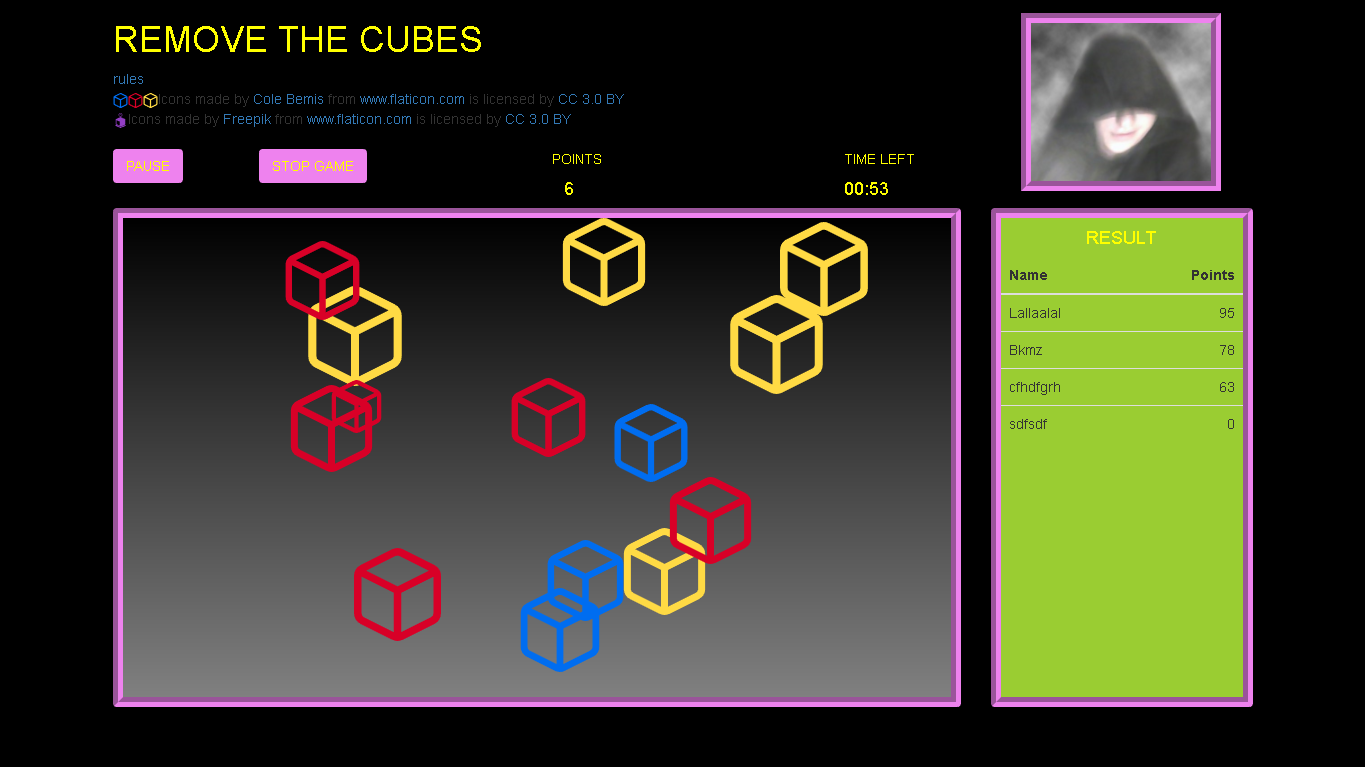 REMOVE THE CUBES
rules
Icons made by Cole Bemis from www.flaticon.com is licensed by CC 3.0 BY
Icons made by Freepik from www.flaticon.com is licensed by CC 3.0 BY
PAUSE
STOP GAME
POINTS
6
TIME LEFT
00:53
RESULT
Name Points
Lallaalal 95
Bkmz 78
cfhdfgrh 63
sdfsdf 0